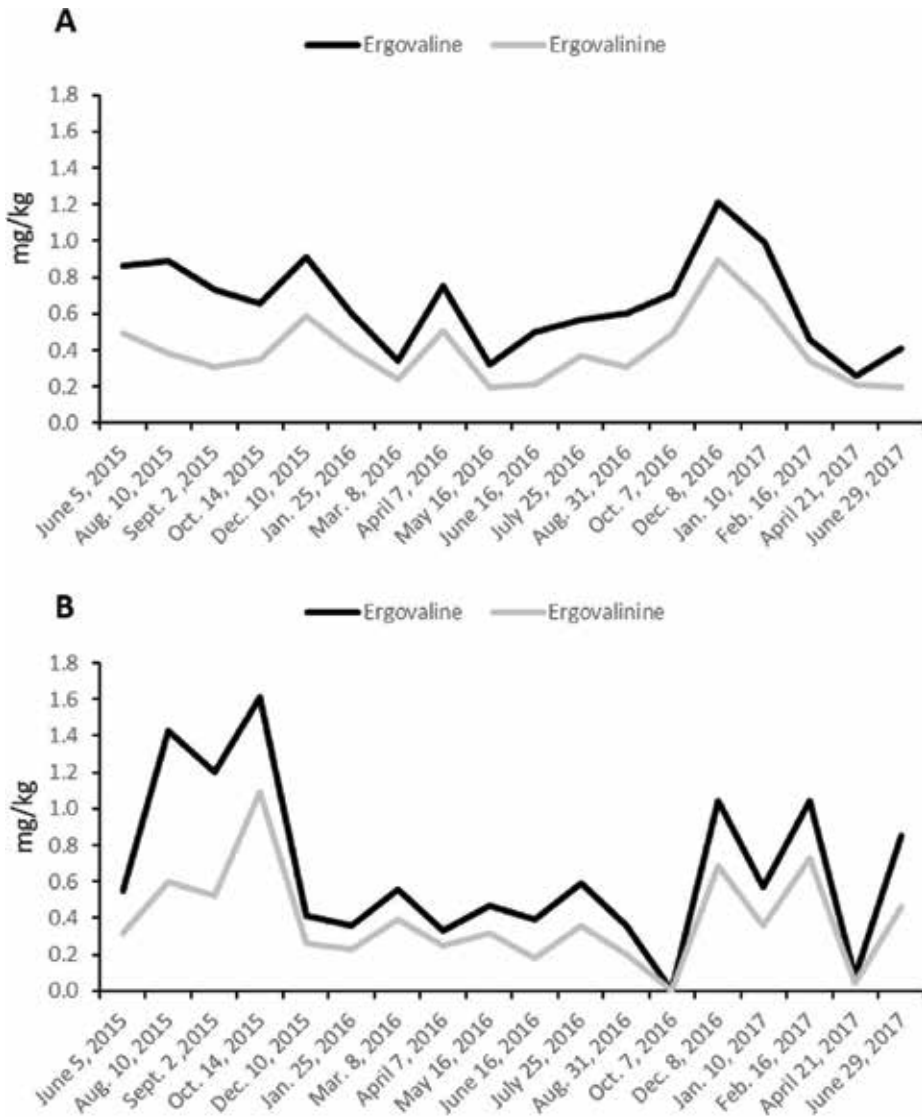 A
Ergovaline Ergovalinine
1.8
1.6
1.4
1.2
1.0
0.8
0.6
0.4
0.2
0.0
mg/kg
June 5, 2015
Aug. 10, 2015
Sept. 2 ,2015
Oct. 14, 2015
Dec. 10, 2015
Jan. 25, 2016
Mar. 8, 2016
April 7, 2016
May 16, 2016
June 16, 2016
July 25, 2016
Aug. 31, 2016
Oct. 7, 2016
Dec. 8, 2016
Jan. 10, 2017
Feb. 16, 2017
April 21, 2017
June 29, 2017
B
Ergovaline Ergovalinine
1.8
1.6
1.4
1.2
1.0
0.8
0.6
0.4
0.2
0.0
mg/kg
June 5, 2015
Aug. 10, 2015
Sept. 2 ,2015
Oct. 14, 2015
Dec. 10, 2015
Jan. 25, 2016
Mar. 8, 2016
April 7, 2016
May 16, 2016
June 16, 2016
July 25, 2016
Aug. 31, 2016
Oct. 7, 2016
Dec. 8, 2016
Jan. 10, 2017
Feb. 16, 2017
April 21, 2017
June 29, 2017